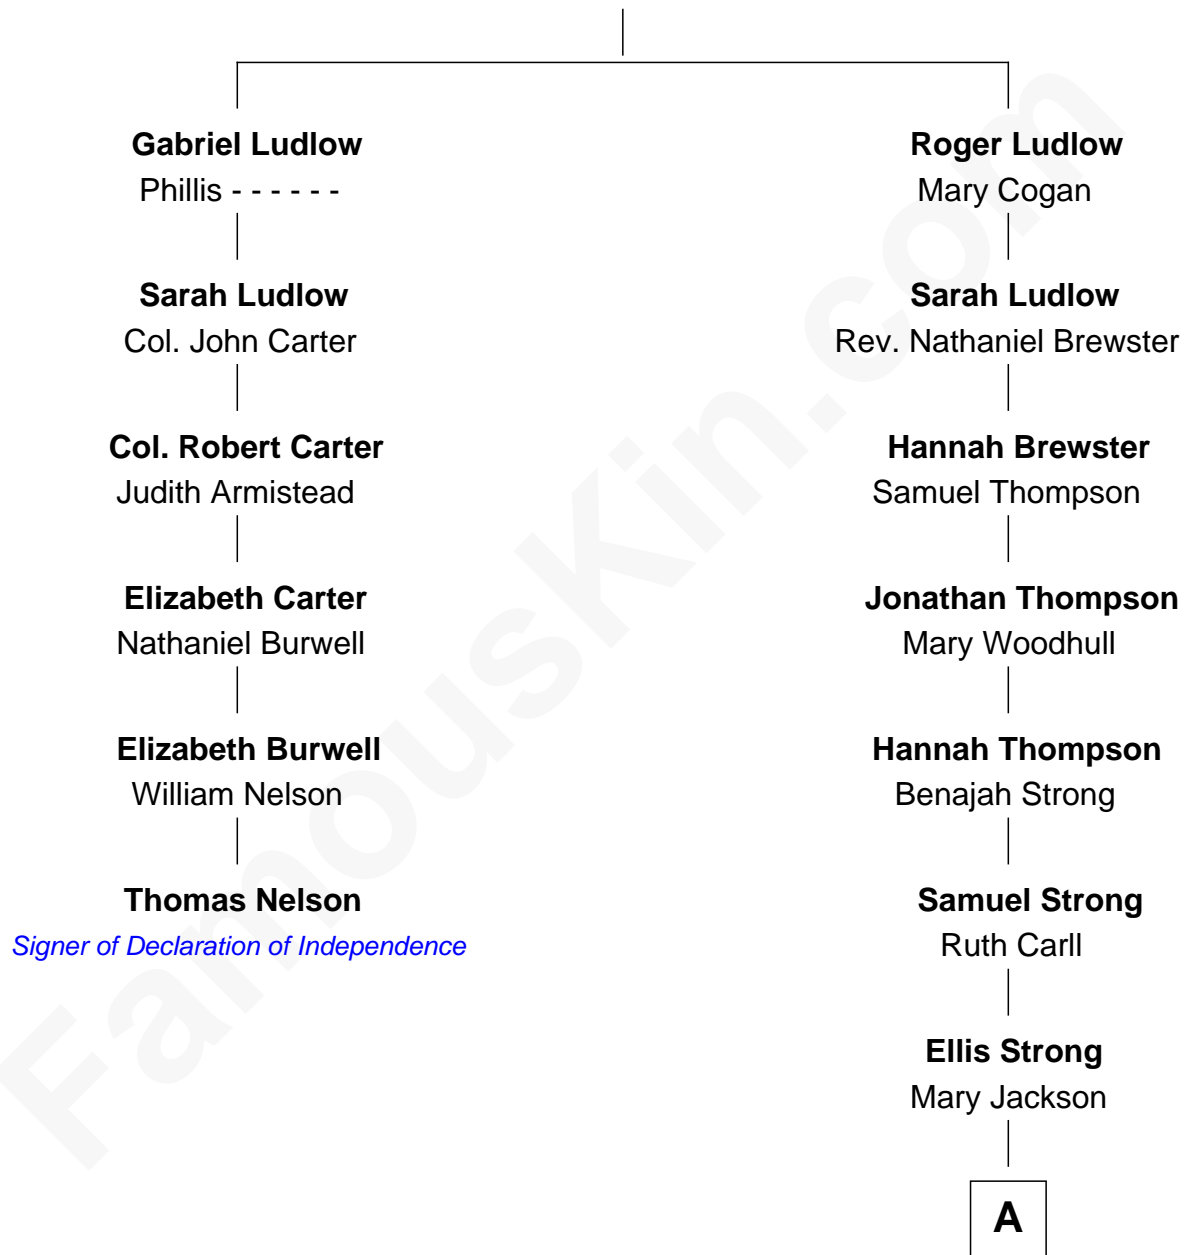 Gabriel Ludlow
Phillis - - - - - -
Sarah Ludlow
Col. John Carter
Col. Robert Carter
Judith Armistead
Elizabeth Carter
Nathaniel Burwell
Elizabeth Burwell
William Nelson
Thomas Nelson
Signer of Declaration of Independence
Roger Ludlow
Mary Cogan
Sarah Ludlow
Rev. Nathaniel Brewster
Hannah Brewster
Samuel Thompson
Jonathan Thompson
Mary Woodhull
Hannah Thompson
Benajah Strong
Samuel Strong
Ruth Carll
Ellis Strong
Mary Jackson
A
FamousKin.com